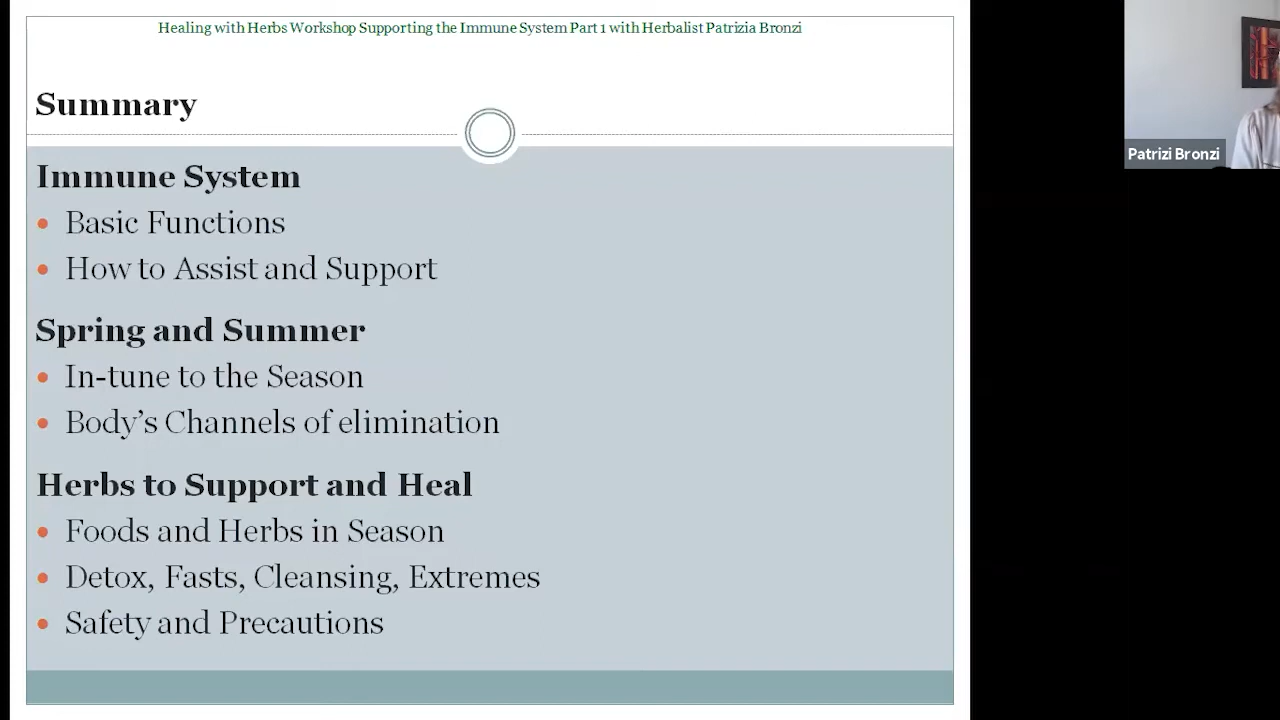 Healing with Herbs Workshop Supporting the Immune System Part 1 with Herbalist Patrizia Bronzi
Summary
Immune System
• Basic Functions
• How to Assist and Support
Spring and Summer
• In-tune to the Season
• Body's Channels of elimination
Herbs to Support and Heal
• Foods and Herbs in Season
• Detox, Fasts, Cleansing, Extremes
• Safety and Precautions
Patrizi Bronzi